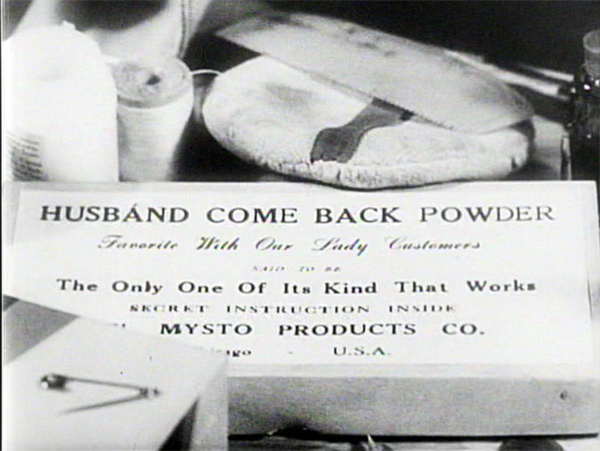 HUSBAND COME BACK POWDER
Favorite With Our Lady Customers
SAID TO BE
The Only One Of Its Kind That Works
SECRET INSTRUCTION INSIDE
MYSTO PRODUCTS CO.
U.S.A.